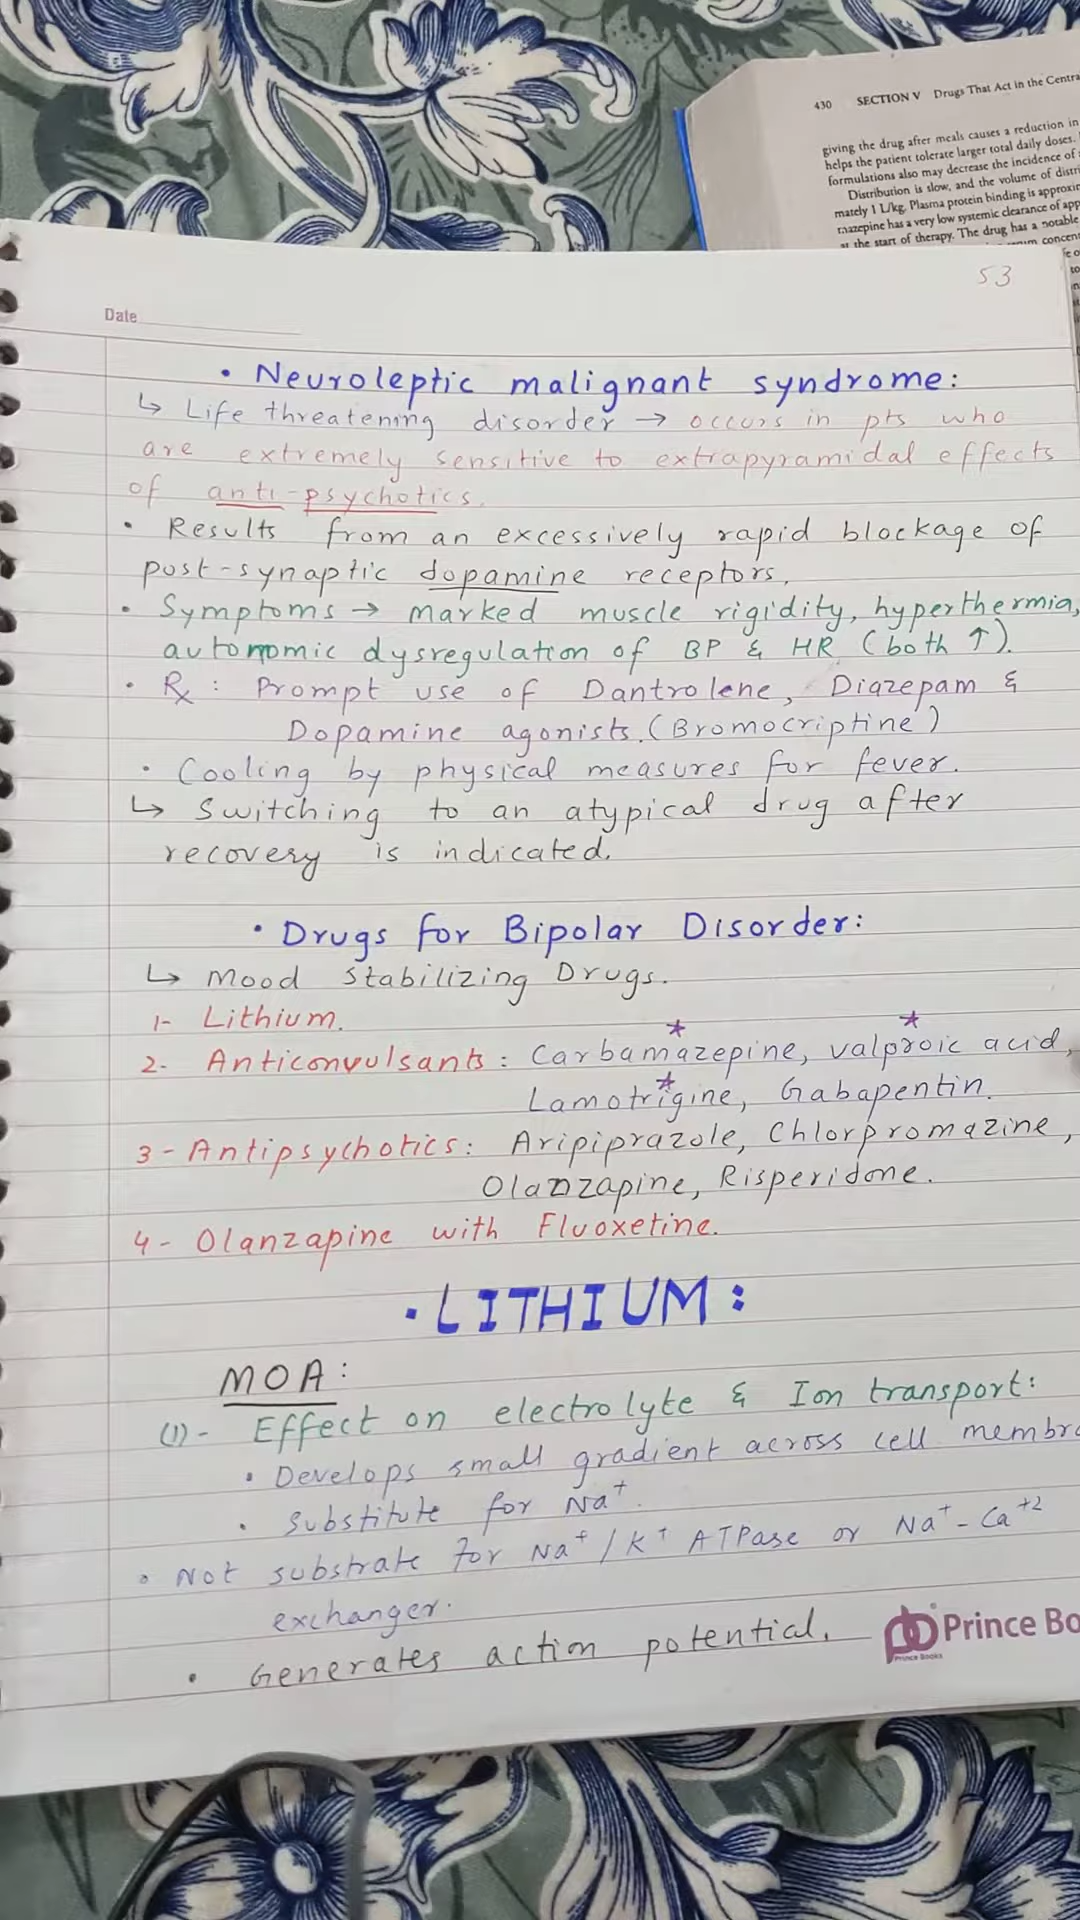 430 SECTION V Drugs That Act in the
giving the drug after meals causes a reduction in
helps the patient tolerate larger total daily doses.
formulations also may decrease the incidence of
Distribution is slow, and the volume of
mately 1 L/kg. Plasma protein binding is
has a very low systemic clearance of
the start of therapy. The drug has a notable
53
Date
• Neuroleptic malignant syndrome:
↳ Life threatening disorder → occurs in pts who
are extremely sensitive to extrapyramidal effects
of anti-psychotics.
• Results from an excessively rapid blockage of
post-synaptic dopamine receptors.
• Symptoms → marked muscle rigidity, hyperthermia,
autonomic dysregulation of BP & HR (both ↑).
• Rx : Prompt use of Dantrolene, Diazepam &
Dopamine agonists. (Bromocriptine)
• Cooling by physical measures for fever.
↳ Switching to an atypical drug after
recovery is indicated.
• Drugs for Bipolar Disorder:
↳ Mood Stabilizing Drugs.
1- Lithium.
2- Anticonvulsants: Carbamazepine, valproic acid,
Lamotrigine, Gabapentin.
3- Antipsychotics: Aripiprazole, Chlorpromazine,
Olanzapine, Risperidone.
4- Olanzapine with Fluoxetine.
• LITHIUM:
MOA:
(1)- Effect on electrolyte & Ion transport:
• Develops small gradient across cell
• Substitute for Na+.
• Not substrate for Na+/K+ ATPase or Na+-Ca+2
exchanger.
• Generates action potential.
Prince
Prince Books